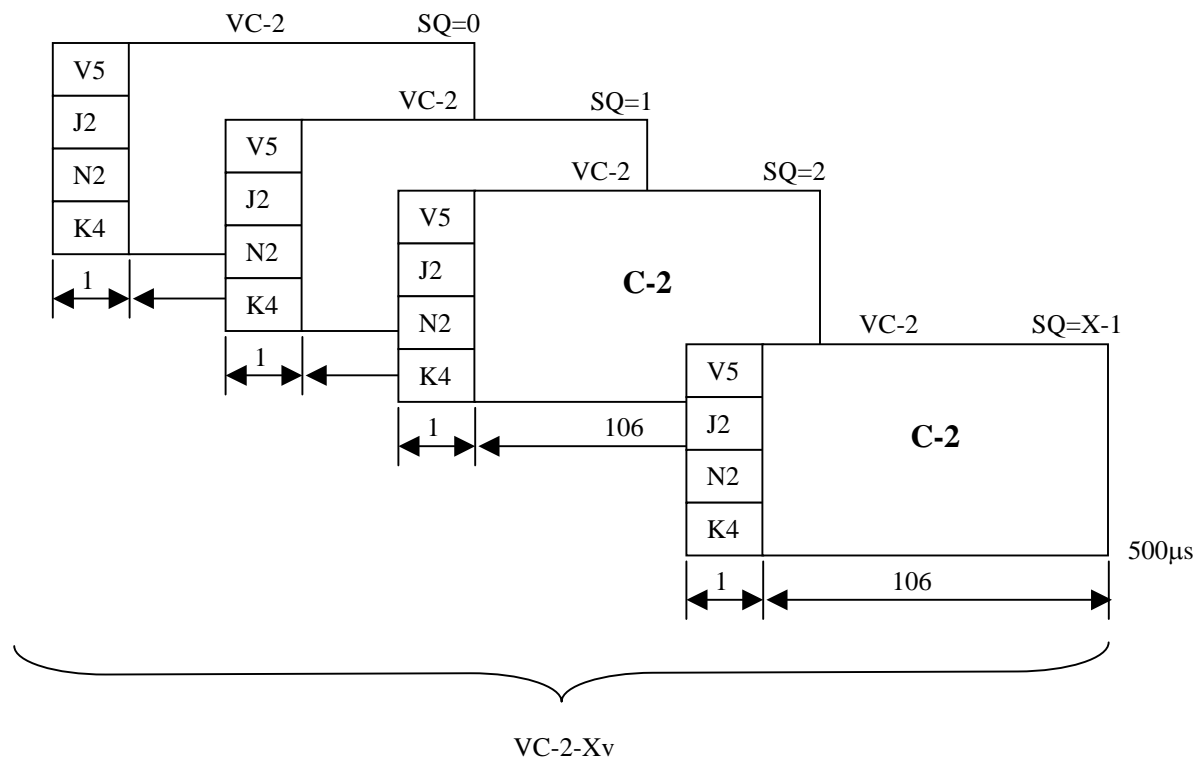 VC-2 SQ=0
V5
J2
N2
K4
1
VC-2 SQ=1
V5
J2
N2
K4
1
VC-2 SQ=2
V5
J2
N2
K4
C-2
1 106
VC-2 SQ=X-1
V5
J2
N2
K4
C-2
500μs
1 106
VC-2-Xv